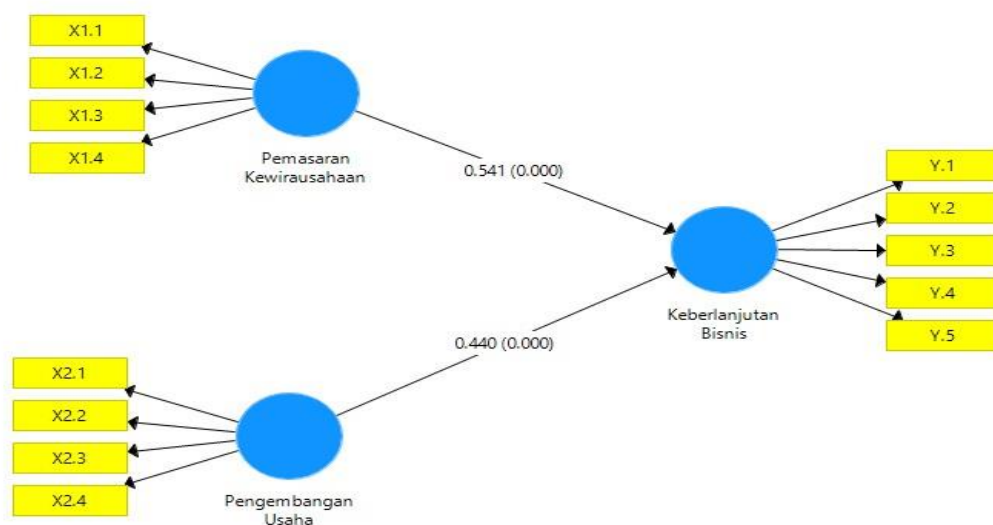 X1.1
X1.2
X1.3
X1.4
Pemasaran
Kewirausahaan
0.541 (0.000)
Y.1
Y.2
Y.3
Y.4
Y.5
Keberlanjutan
Bisnis
0.440 (0.000)
X2.1
X2.2
X2.3
X2.4
Pengembangan
Usaha